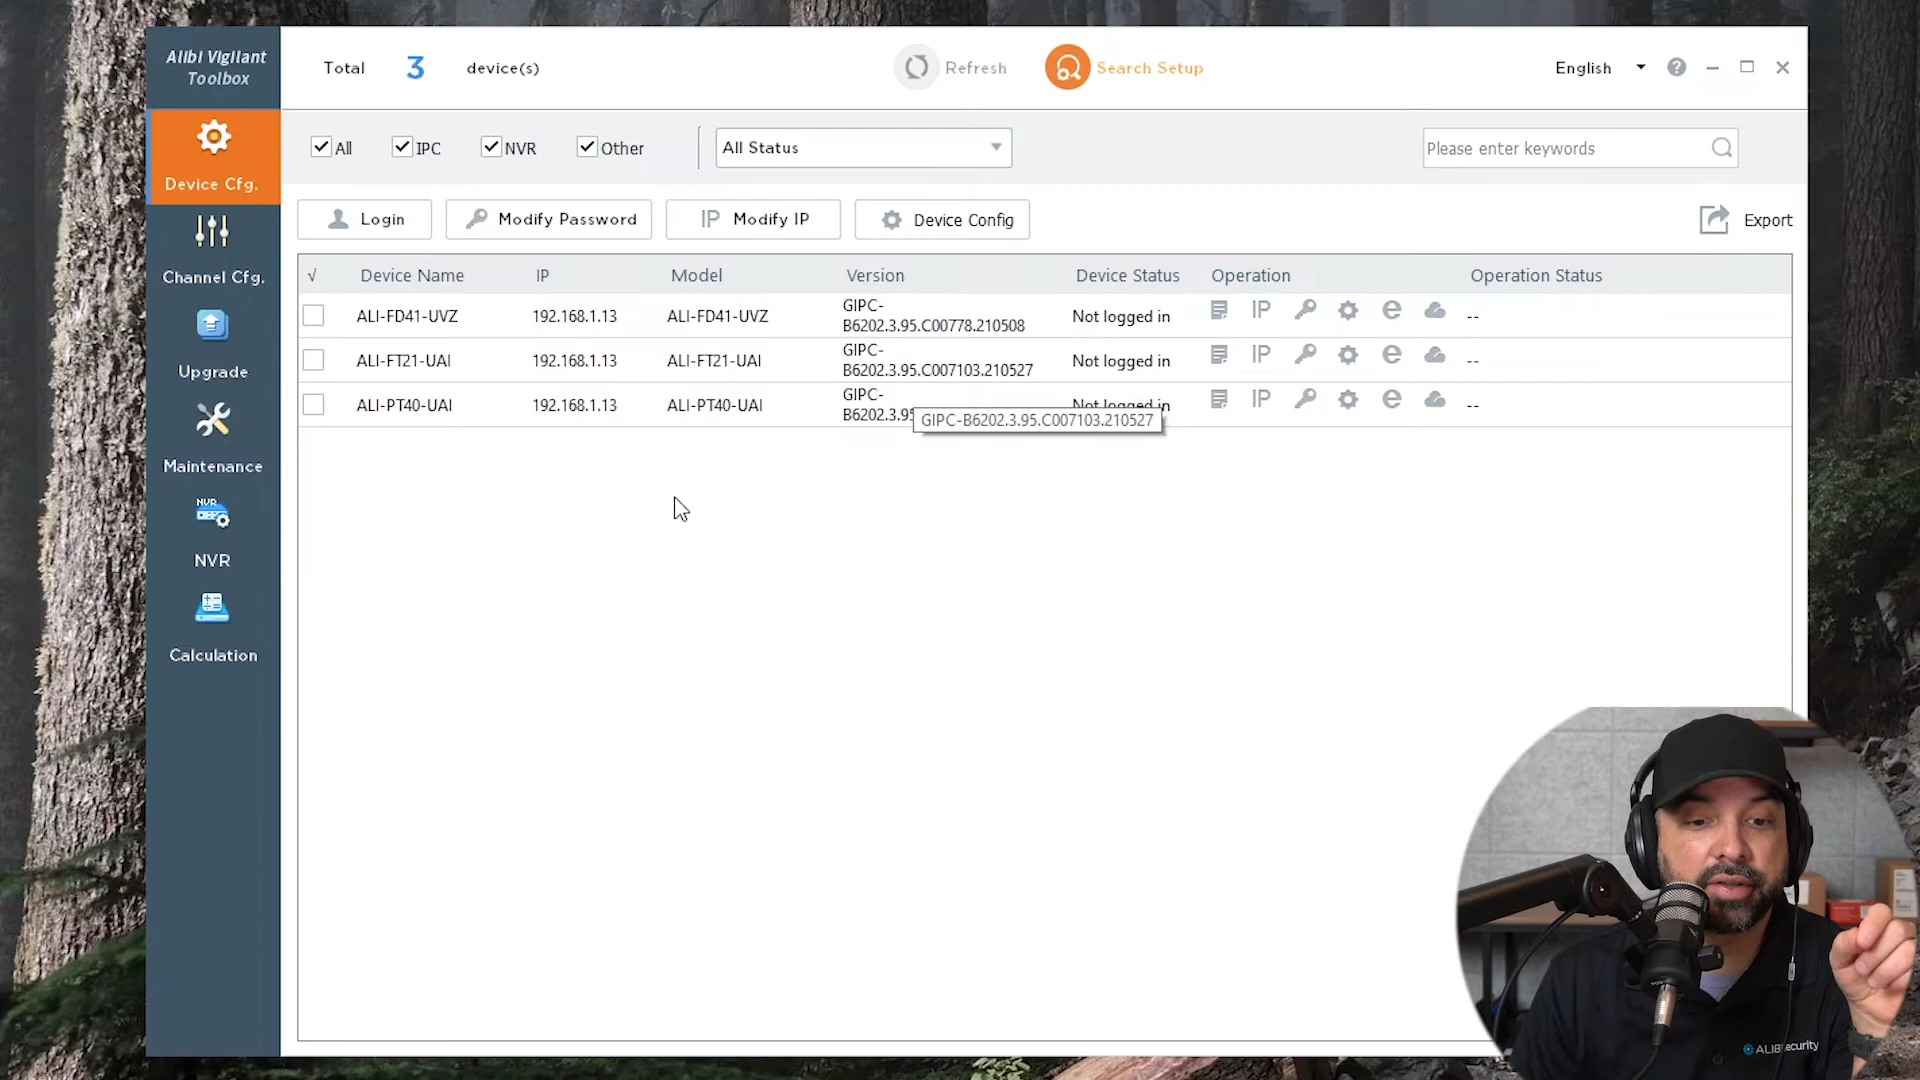 Alibi Vigilant
Toolbox
Total 3 device(s)
Refresh
Search Setup
English
Device Cfg.
Channel Cfg.
Upgrade
Maintenance
NVR
NVR
Calculation
All IPC NVR Other
All Status
Please enter keywords
Login
Modify Password
IP Modify IP
Device Config
Export
√ Device Name IP Model Version Device Status Operation Operation Status
ALI-FD41-UVZ 192.168.1.13 ALI-FD41-UVZ GIPC-
B6202.3.95.C00778.210508 Not logged in IP --
ALI-FT21-UAI 192.168.1.13 ALI-FT21-UAI GIPC-
B6202.3.95.C007103.210527 Not logged in IP --
ALI-PT40-UAI 192.168.1.13 ALI-PT40-UAI GIPC-
B6202.3.95 Not logged in IP --
GIPC-B6202.3.95.C007103.210527